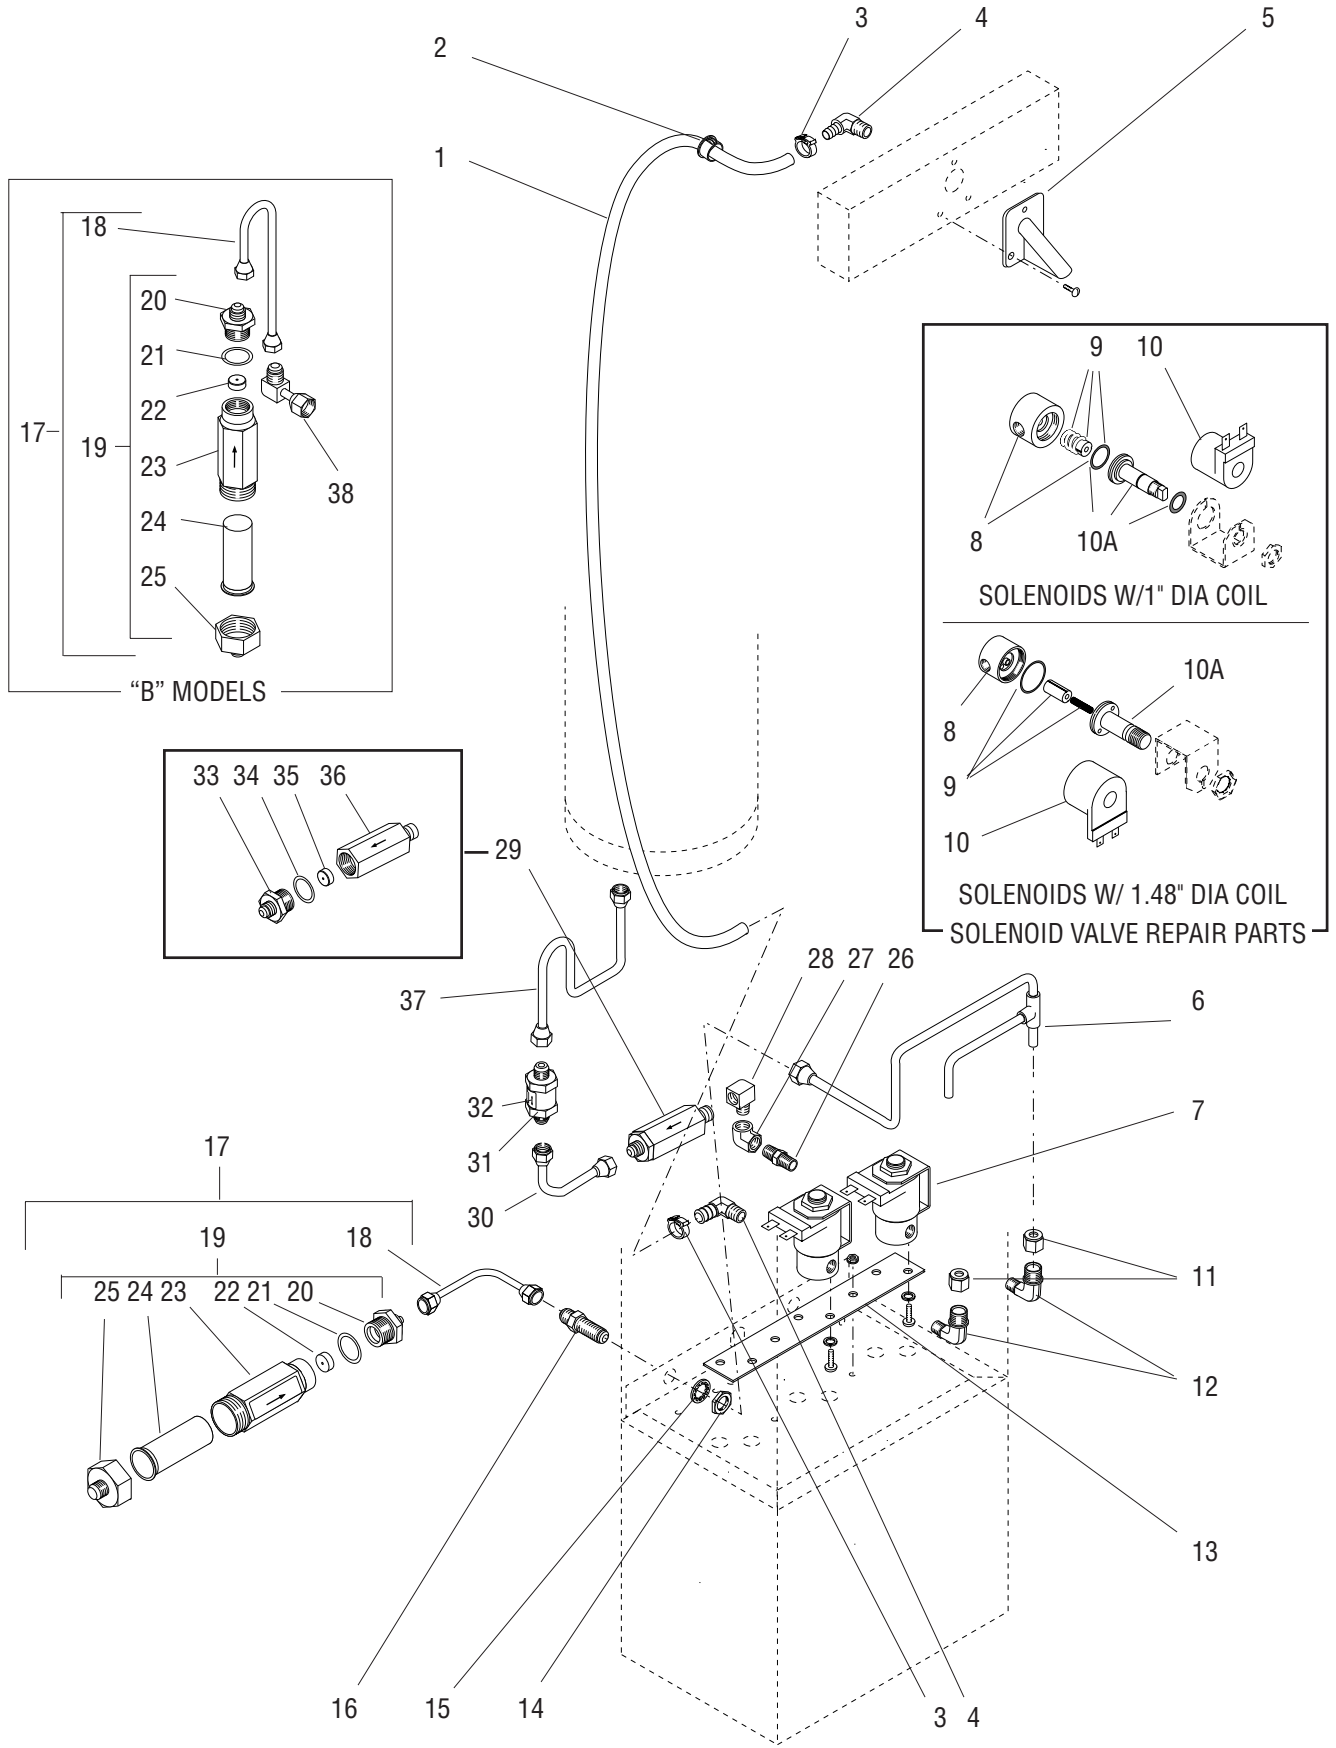 3 4 5
2
1
18
20
21
22
17 19
23
38
24
25
“B” MODELS
9 10
8 10A
SOLENOIDS W/1" DIA COIL
10A
8
9
10
SOLENOIDS W/ 1.48" DIA COIL
SOLENOID VALVE REPAIR PARTS
33 34 35 36
29
28 27 26
37
6
32
31
30
7
17
19 18
25 24 23 22 21 20
11
12
13
16 15 14 3 4